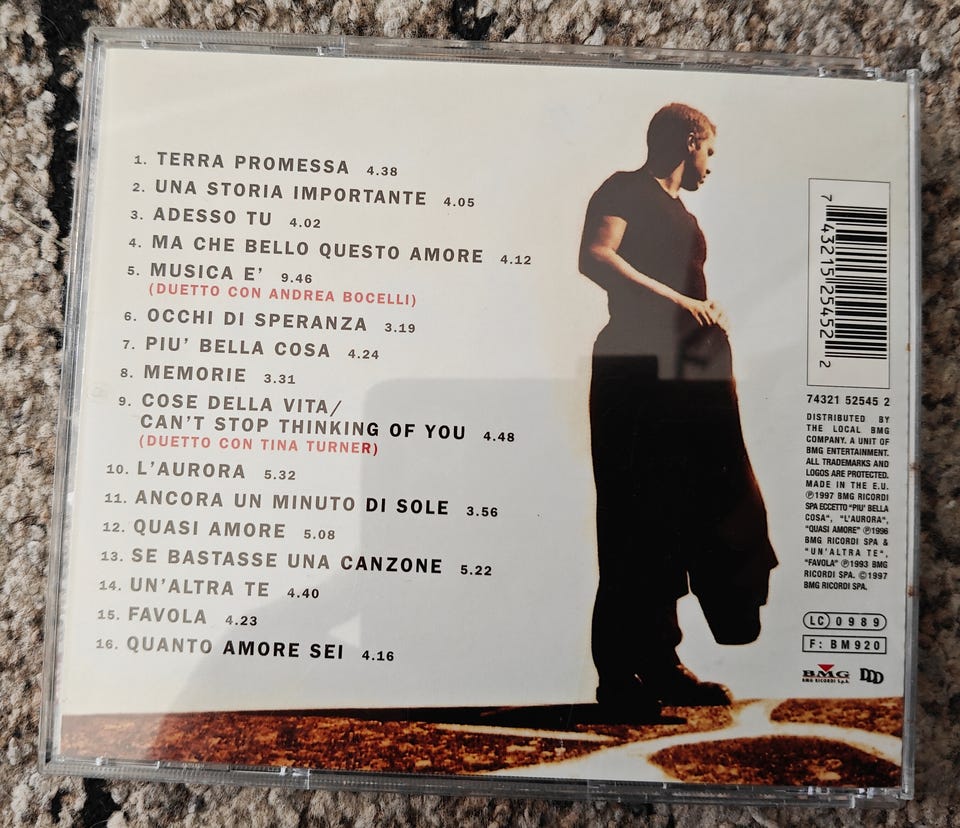 1. TERRA PROMESSA 4.38
2. UNA STORIA IMPORTANTE 4.05
3. ADESSO TU 4.02
4. MA CHE BELLO QUESTO AMORE 4.12
5. MUSICA E' 9.46
(DUETTO CON ANDREA BOCELLI)
6. OCCHI DI SPERANZA 3.19
7. PIU' BELLA COSA 4.24
8. MEMORIE 3.31
9. COSE DELLA VITA/
CAN'T STOP THINKING OF YOU 4.48
(DUETTO CON TINA TURNER)
10. L'AURORA 5.32
11. ANCORA UN MINUTO DI SOLE 3.56
12. QUASI AMORE 5.08
13. SE BASTASSE UNA CANZONE 5.22
14. UN'ALTRA TE 4.40
15. FAVOLA 4.23
16. QUANTO AMORE SEI 4.16
7 43215 25452 2
74321 52545 2
DISTRIBUTED BY
THE LOCAL BMG
COMPANY. A UNIT OF
BMG ENTERTAINMENT.
ALL TRADEMARKS AND
LOGOS ARE PROTECTED.
MADE IN THE E.U.
℗1997 BMG RICORDI
SPA ECCETTO "PIU' BELLA
COSA", "L'AURORA",
"QUASI AMORE" ℗1996
BMG RICORDI SPA &
"UN'ALTRA TE",
"FAVOLA" ℗1993 BMG
RICORDI SPA. ©1997
BMG RICORDI SPA.
LC 0989
F: BM920
BMG DDD
BMG RICORDI S.p.A.